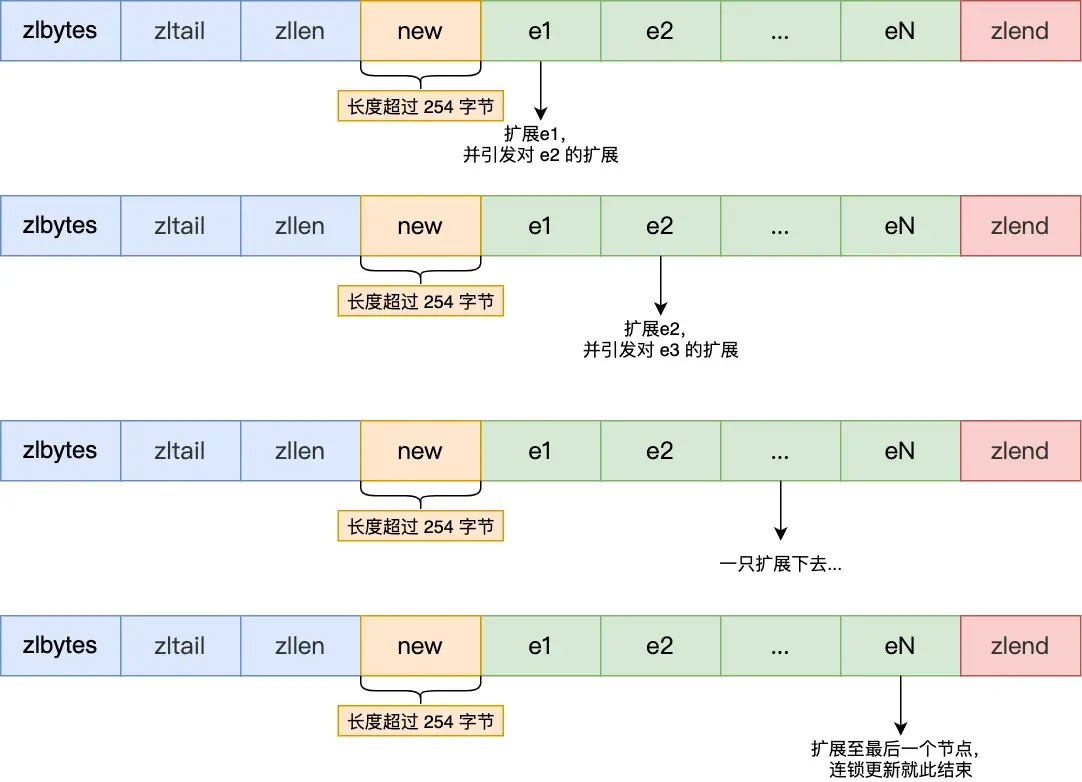 zlbytes zltail zllen new e1 e2 ... eN zlend
长度超过 254 字节
扩展e1，
并引发对 e2 的扩展
zlbytes zltail zllen new e1 e2 ... eN zlend
长度超过 254 字节
扩展e2，
并引发对 e3 的扩展
zlbytes zltail zllen new e1 e2 ... eN zlend
长度超过 254 字节
一只扩展下去...
zlbytes zltail zllen new e1 e2 ... eN zlend
长度超过 254 字节
扩展至最后一个节点，
连锁更新就此结束